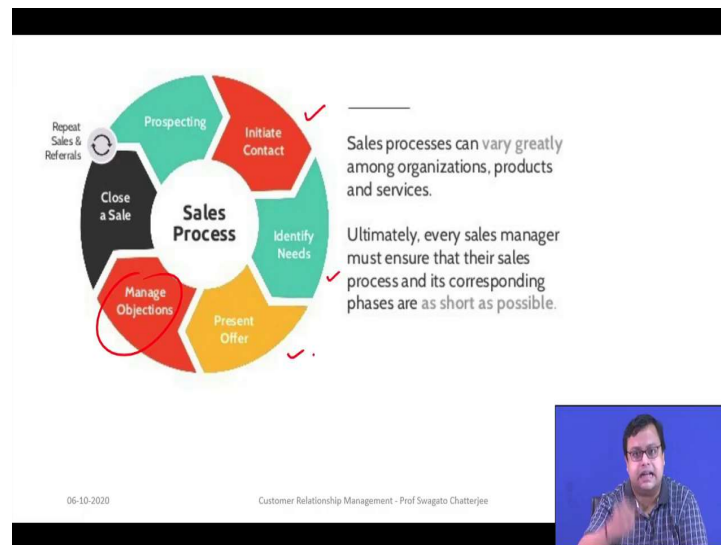 Repeat
Sales &
Referrals
Prospecting
Initiate
Contact
Identify
Needs
Present
Offer
Manage
Objections
Close
a Sale
Sales
Process
Sales processes can vary greatly
among organizations, products
and services.
Ultimately, every sales manager
must ensure that their sales
process and its corresponding
phases are as short as possible.
06-10-2020
Customer Relationship Management - Prof Swagato Chatterjee